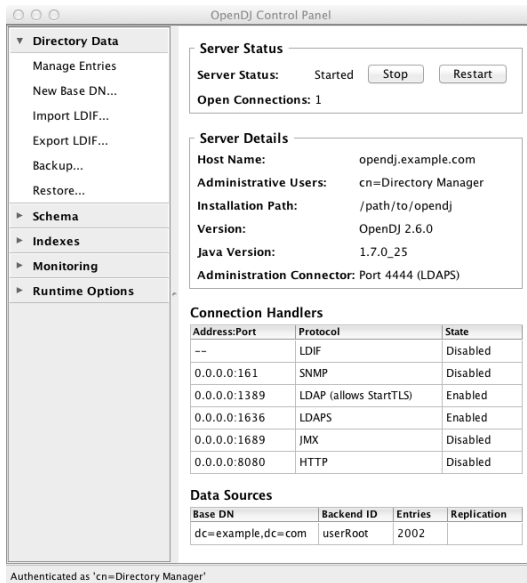 OpenDJ Control Panel
Directory Data
Manage Entries
New Base DN...
Import LDIF...
Export LDIF...
Backup...
Restore...
Schema
Indexes
Monitoring
Runtime Options
Server Status
Server Status: Started Stop Restart
Open Connections: 1
Server Details
Host Name: opendj.example.com
Administrative Users: cn=Directory Manager
Installation Path: /path/to/opendj
Version: OpenDJ 2.6.0
Java Version: 1.7.0_25
Administration Connector: Port 4444 (LDAPS)
Connection Handlers
Address:Port Protocol State
-- LDIF Disabled
0.0.0.0:161 SNMP Disabled
0.0.0.0:1389 LDAP (allows StartTLS) Enabled
0.0.0.0:1636 LDAPS Enabled
0.0.0.0:1689 JMX Disabled
0.0.0.0:8080 HTTP Disabled
Data Sources
Base DN Backend ID Entries Replication
dc=example,dc=com userRoot 2002
Authenticated as 'cn=Directory Manager'